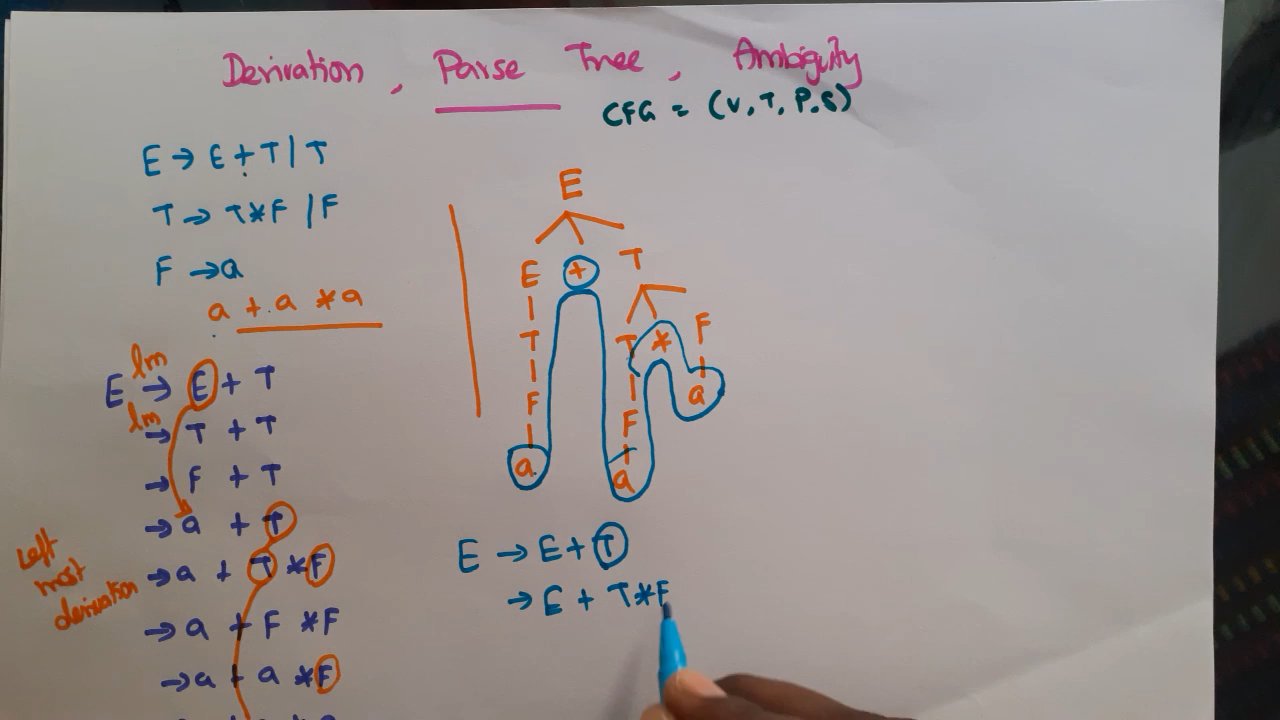 Derivation, Parse Tree, Ambiguity
CFG = (V, T, P, S)
E → E + T | T
T → T * F | F
F → a
a + a * a
lm
E → E + T
lm
→ T + T
→ F + T
→ a + T
→ a + T * F
→ a + F * F
→ a + a * F
Left
most
derivation
E
E + T
T T * F
F F a
a a
E → E + T
→ E + T * F